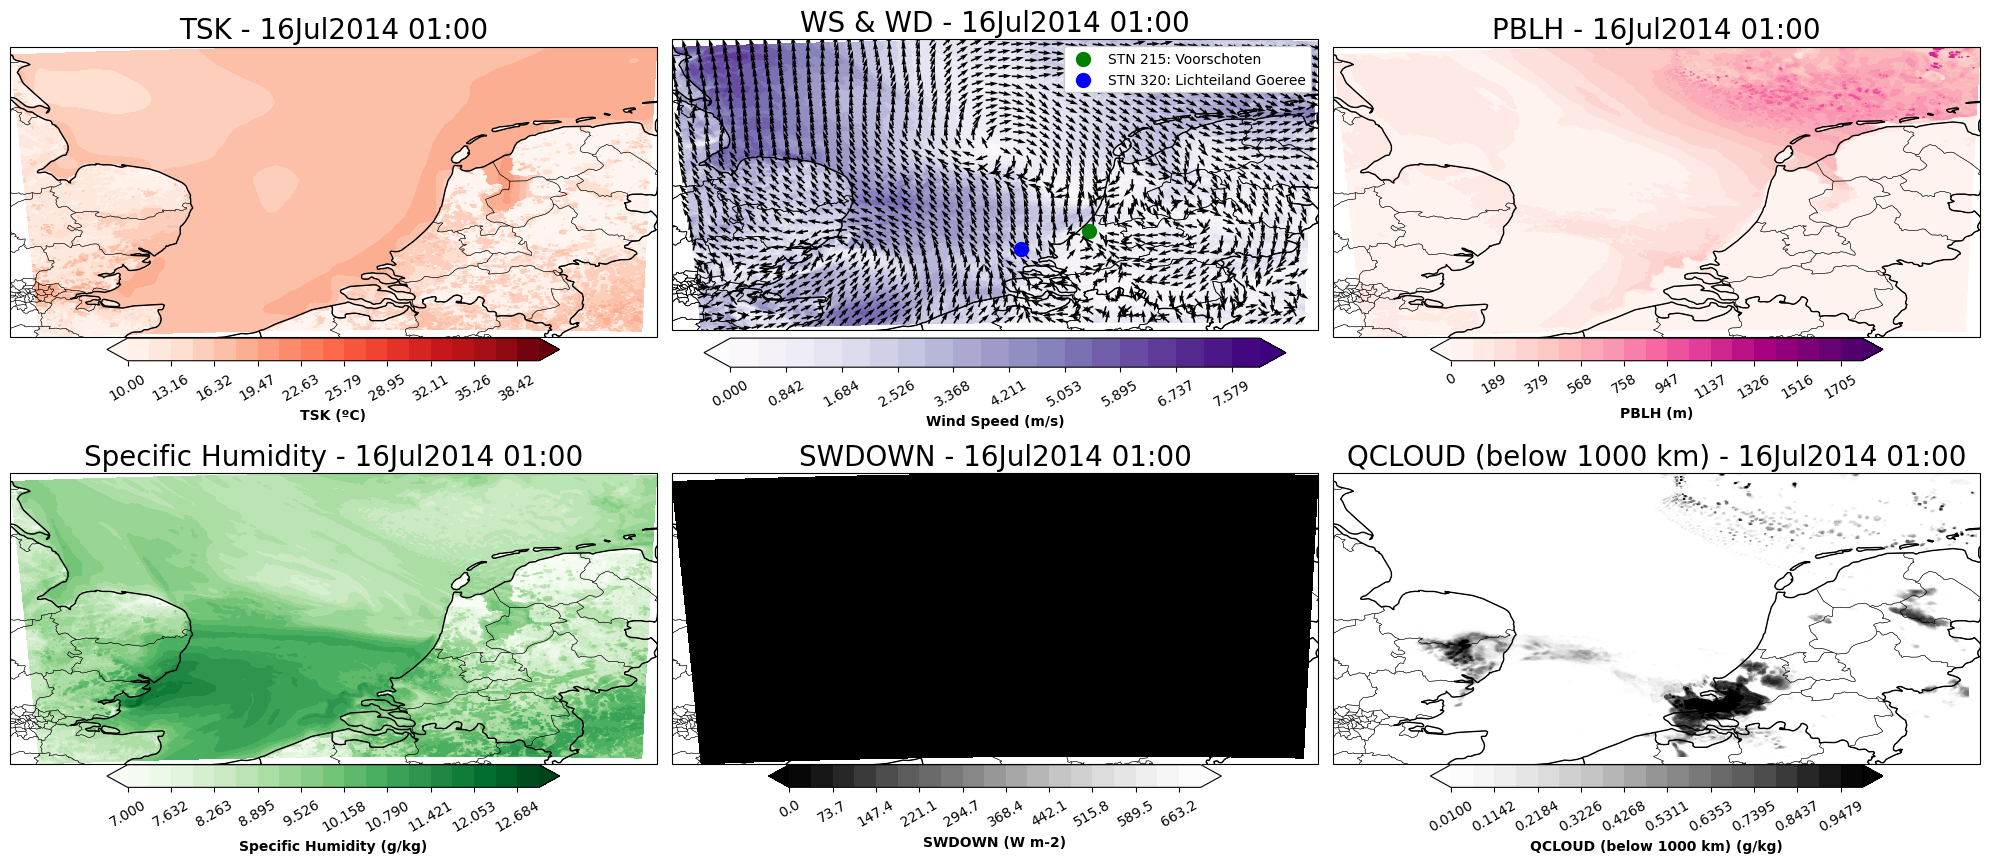 TSK - 16Jul2014 01:00
WS & WD - 16Jul2014 01:00
PBLH - 16Jul2014 01:00
STN 215: Voorschoten
STN 320: Lichteiland Goeree
10.00 13.16 16.32 19.47 22.63 25.79 28.95 32.11 35.26 38.42
TSK (ºC)
0.000 0.842 1.684 2.526 3.368 4.211 5.053 5.895 6.737 7.579
Wind Speed (m/s)
0 189 379 568 758 947 1137 1326 1516 1705
PBLH (m)
Specific Humidity - 16Jul2014 01:00
SWDOWN - 16Jul2014 01:00
QCLOUD (below 1000 km) - 16Jul2014 01:00
7.000 7.632 8.263 8.895 9.526 10.158 10.790 11.421 12.053 12.684
Specific Humidity (g/kg)
0.0 73.7 147.4 221.1 294.7 368.4 442.1 515.8 589.5 663.2
SWDOWN (W m-2)
0.0100 0.1142 0.2184 0.3226 0.4268 0.5311 0.6353 0.7395 0.8437 0.9479
QCLOUD (below 1000 km) (g/kg)